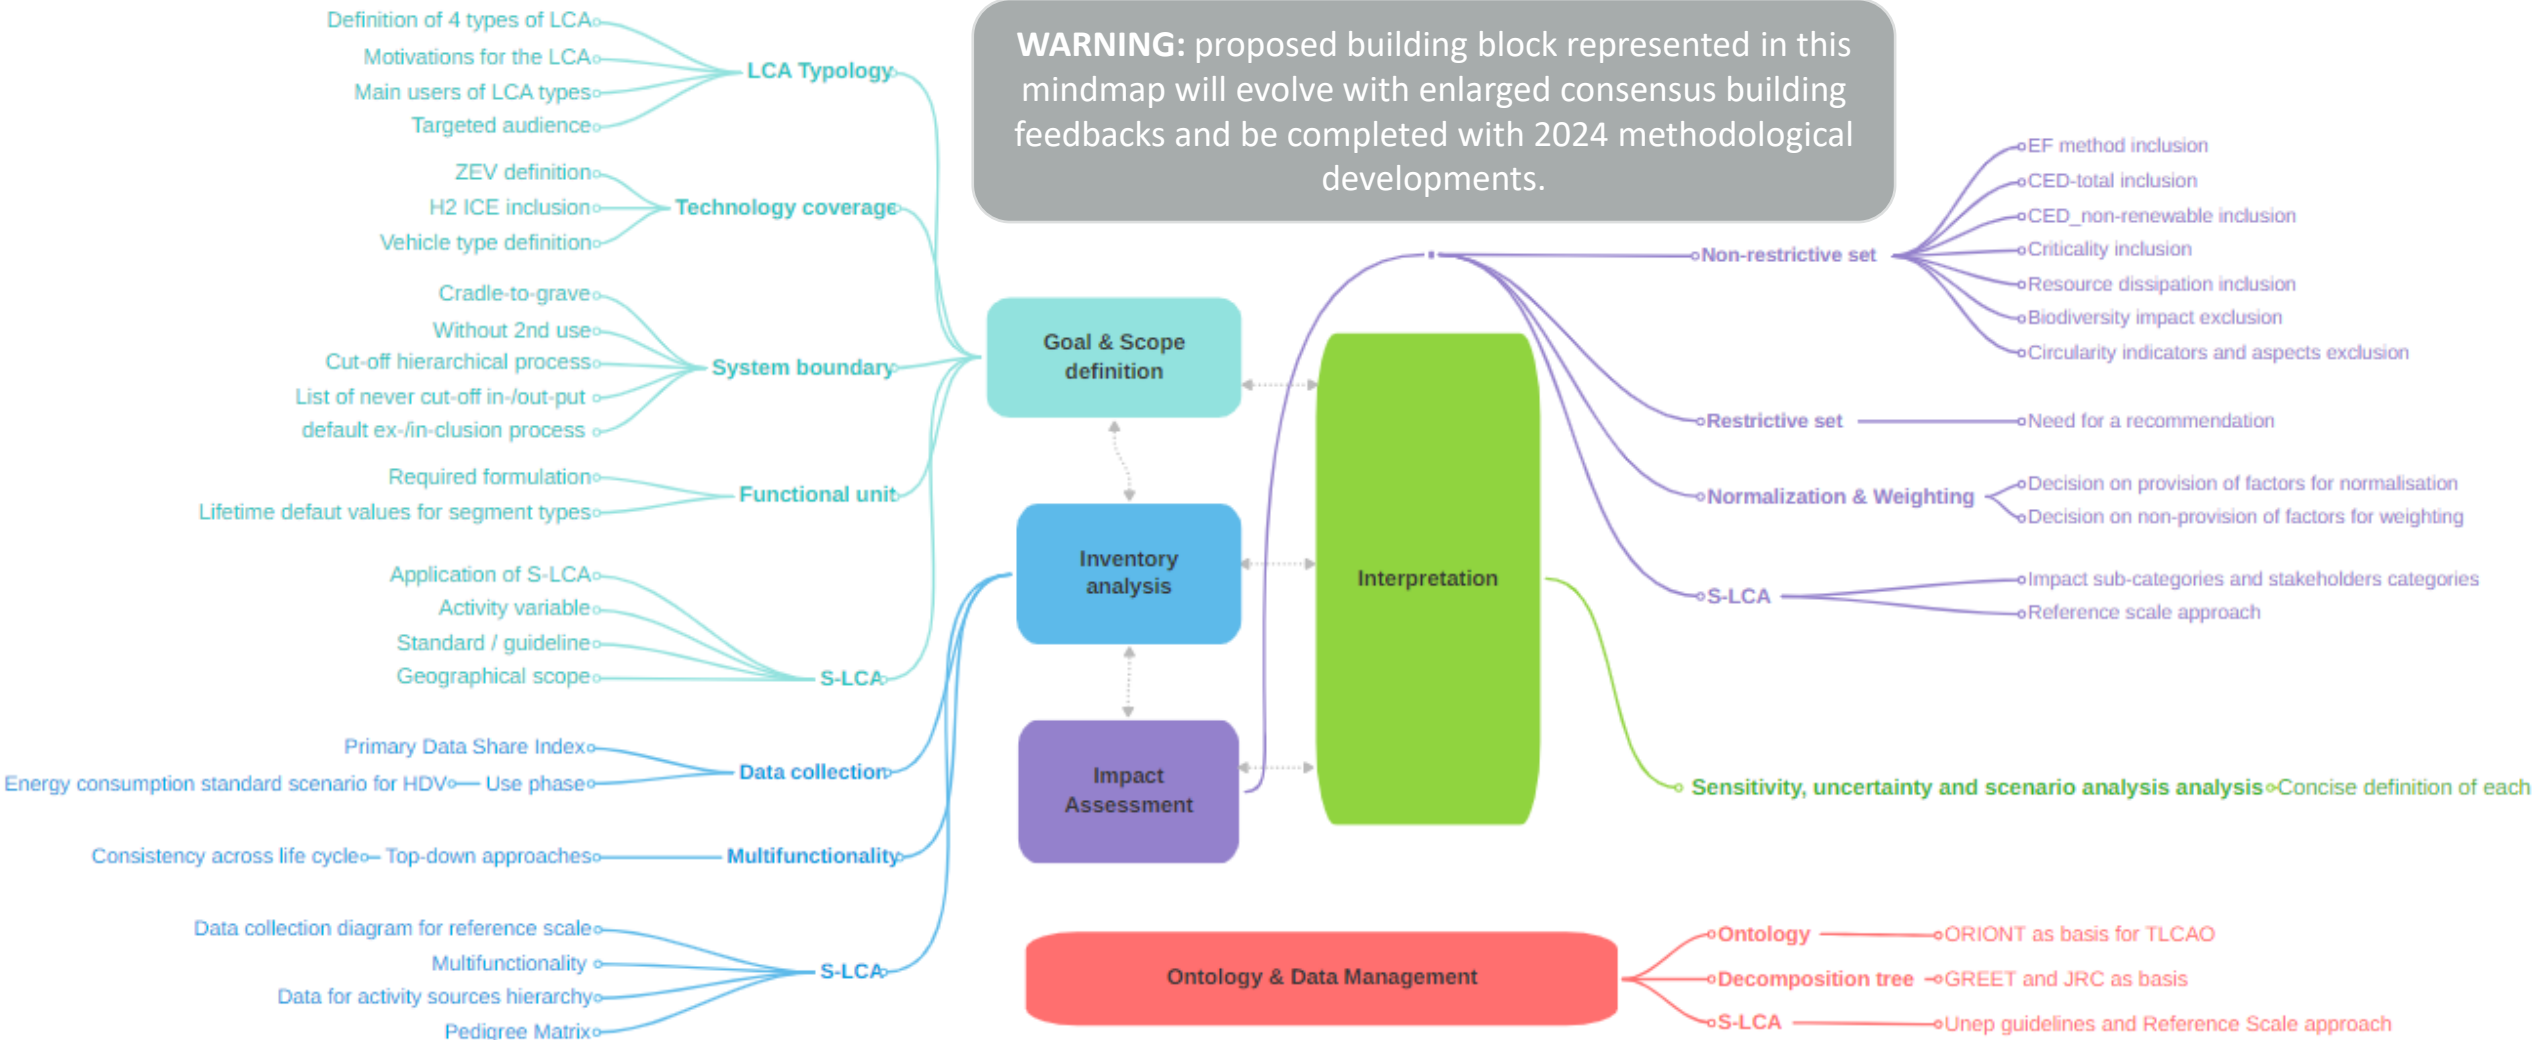 WARNING: proposed building block represented in this
mindmap will evolve with enlarged consensus building
feedbacks and be completed with 2024 methodological
developments.
Definition of 4 types of LCA
Motivations for the LCA
Main users of LCA types
Targeted audience
LCA Typology
ZEV definition
H2 ICE inclusion
Vehicle type definition
Technology coverage
Cradle-to-grave
Without 2nd use
Cut-off hierarchical process
List of never cut-off in-/out-put
default ex-/in-clusion process
System boundary
Required formulation
Lifetime defaut values for segment types
Functional unit
Application of S-LCA
Activity variable
Standard / guideline
Geographical scope
S-LCA
Goal & Scope
definition
Primary Data Share Index
Energy consumption standard scenario for HDV
Use phase
Data collection
Consistency across life cycle
Top-down approaches
Multifunctionality
Data collection diagram for reference scale
Multifunctionality
Data for activity sources hierarchy
Pedigree Matrix
S-LCA
Inventory
analysis
Impact
Assessment
Interpretation
Non-restrictive set
EF method inclusion
CED-total inclusion
CED_non-renewable inclusion
Criticality inclusion
Resource dissipation inclusion
Biodiversity impact exclusion
Circularity indicators and aspects exclusion
Restrictive set
Need for a recommendation
Normalization & Weighting
Decision on provision of factors for normalisation
Decision on non-provision of factors for weighting
S-LCA
Impact sub-categories and stakeholders categories
Reference scale approach
Sensitivity, uncertainty and scenario analysis analysis
Concise definition of each
Ontology & Data Management
Ontology
ORIONT as basis for TLCAO
Decomposition tree
GREET and JRC as basis
S-LCA
Unep guidelines and Reference Scale approach